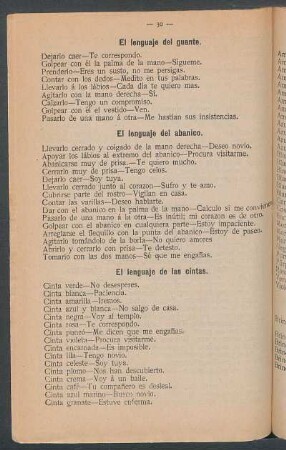 — 30 —
El lenguaje del guante.
Dejarlo caer—Te correspondo.
Golpear con él la palma de la mano—Sígueme.
Prenderlo—Eres un susto, no me persigas.
Contar con los dedos—Medito en tus palabras.
Llevarlo á los lábios—Cada día te quiero mas.
Agitarlo con la mano derecha—Sí.
Calzarlo—Tengo un compromiso.
Golpear con él el vestido—Ven.
Pasarlo de una mano á otra—Me hastían sus insistencias.
El lenguaje del abanico.
Llevarlo cerrado y colgado de la mano derecha—Deseo novio.
Apoyar los lábios al extremo del abanico—Procura visitarme.
Abanicarse muy de prisa—Te quiero mucho.
Cerrarlo muy de prisa—Tengo celos.
Dejarlo caer—Soy tuya.
Llevarlo cerrado junto al corazón—Sufro y te amo.
Cubrirse parte del rostro—Vigilan en casa.
Contar las varillas—Deseo hablarte.
Dar con el abanico en la palma de la mano—Calculo si me conviene
Pasarlo de una mano á la otra—Es inútil; mi corazón es de otro.
Golpear con el abanico en cualquiera parte—Estoy impaciente.
Arreglarse el flequillo con la punta del abanico—Estoy de paseo.
Agitarlo tomándolo de la borla—No quiero amores
Abrirlo y cerrarlo con prisa—Te detesto.
Tomarlo con las dos manos—Sé que me engañas.
El lenguaje de las cintas.
Cinta verde—No desesperes.
Cinta blanca—Paciencia.
Cinta amarilla—Iremos.
Cinta azul y blanca—No salgo de casa.
Cinta negra—Voy al templo.
Cinta rosa—Te correspondo.
Cinta punzó—Me dicen que me engañas.
Cinta violeta—Procura visitarme.
Cinta encarnada—Es imposible.
Cinta lila—Tengo novio.
Cinta celeste—Soy tuya.
Cinta plomo—Nos han descubierto.
Cinta crema—Voy á un baile.
Cinta café—Tu compañero es desleal.
Cinta azul marino—Busco novio.
Cinta granate—Estuve enferma.